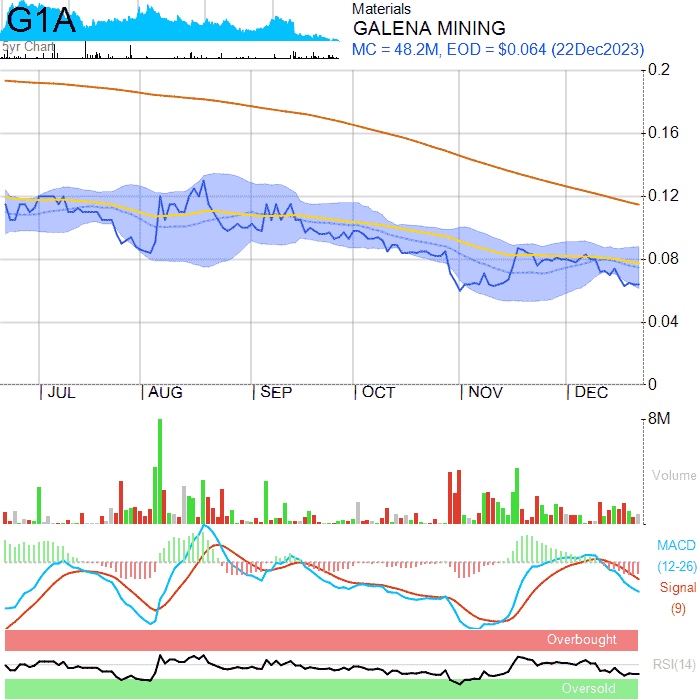 G1A
5yr Chart
Materials
GALENA MINING
MC = 48.2M, EOD = $0.064 (22Dec2023)
0.2
0.16
0.12
0.08
0.04
0
JUL AUG SEP OCT NOV DEC
8M
Volume
MACD
(12-26)
Signal
(9)
Overbought
RSI(14)
Oversold